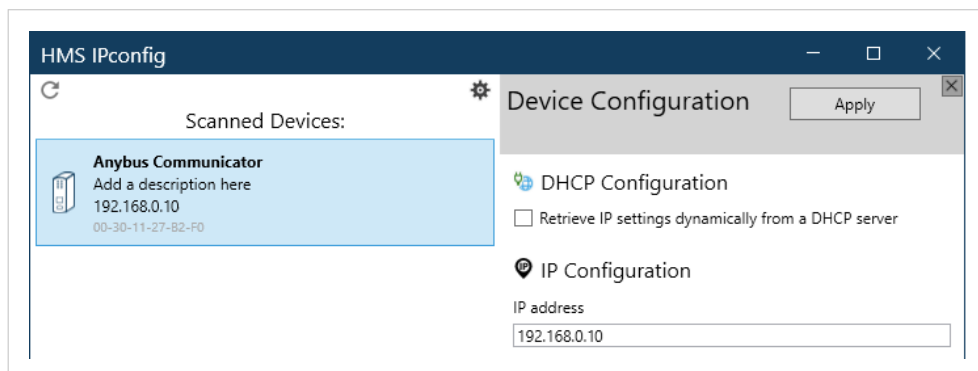 HMS IPconfig
Scanned Devices:
Anybus Communicator
Add a description here
192.168.0.10
00-30-11-27-B2-F0
Device Configuration
Apply
DHCP Configuration
Retrieve IP settings dynamically from a DHCP server
IP
IP Configuration
IP address
192.168.0.10